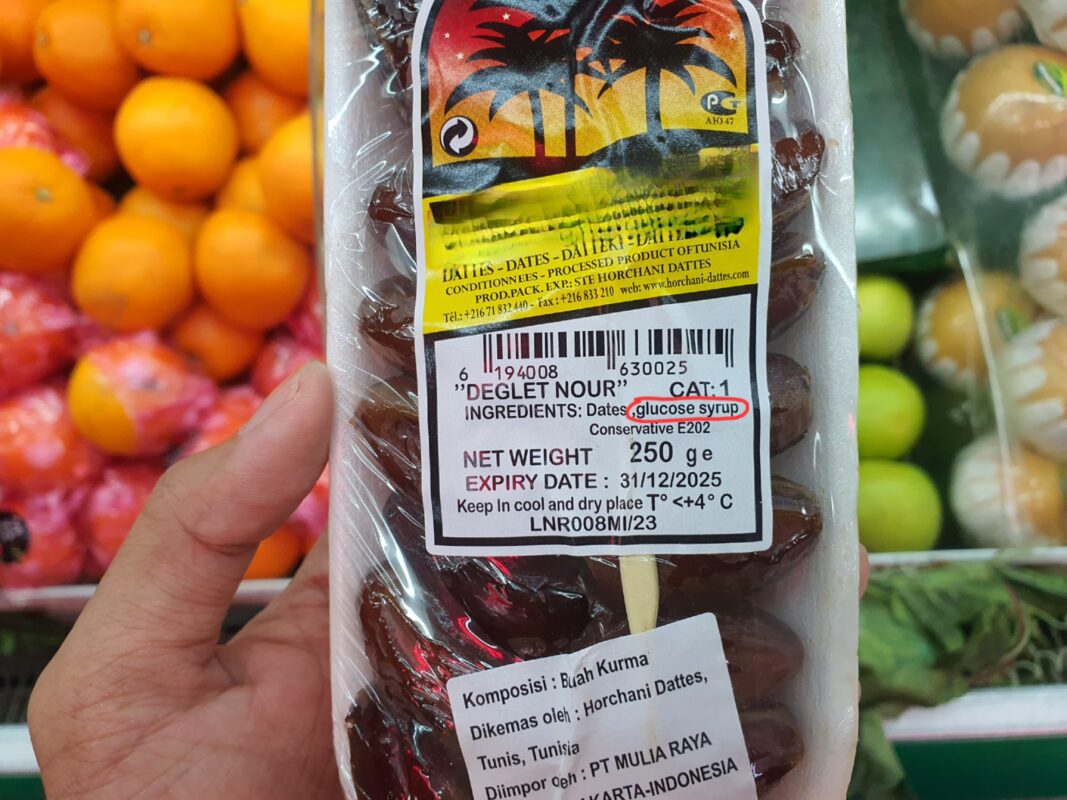 AIO 47
DATTES - DATES - DATTERI - DATTE
CONDITIONNEES - PROCESSED PRODUCT OF TUNISIA
PROD.PACK. EXP.: STE HORCHANI DATTES
Tél.: +216 71 832 440 - Fax : +216 833 210 web: www.horchani-dattes.com
6 194008 630025
"DEGLET NOUR" CAT: 1
INGREDIENTS: Dates ,glucose syrup
Conservative E202
NET WEIGHT 250 g e
EXPIRY DATE : 31/12/2025
Keep In cool and dry place T° <+4° C
LNR008MI/23
Komposisi : Buah Kurma
Dikemas oleh : Horchani Dattes,
Tunis, Tunisia
Diimpor oleh : PT MULIA RAYA
JAKARTA-INDONESIA